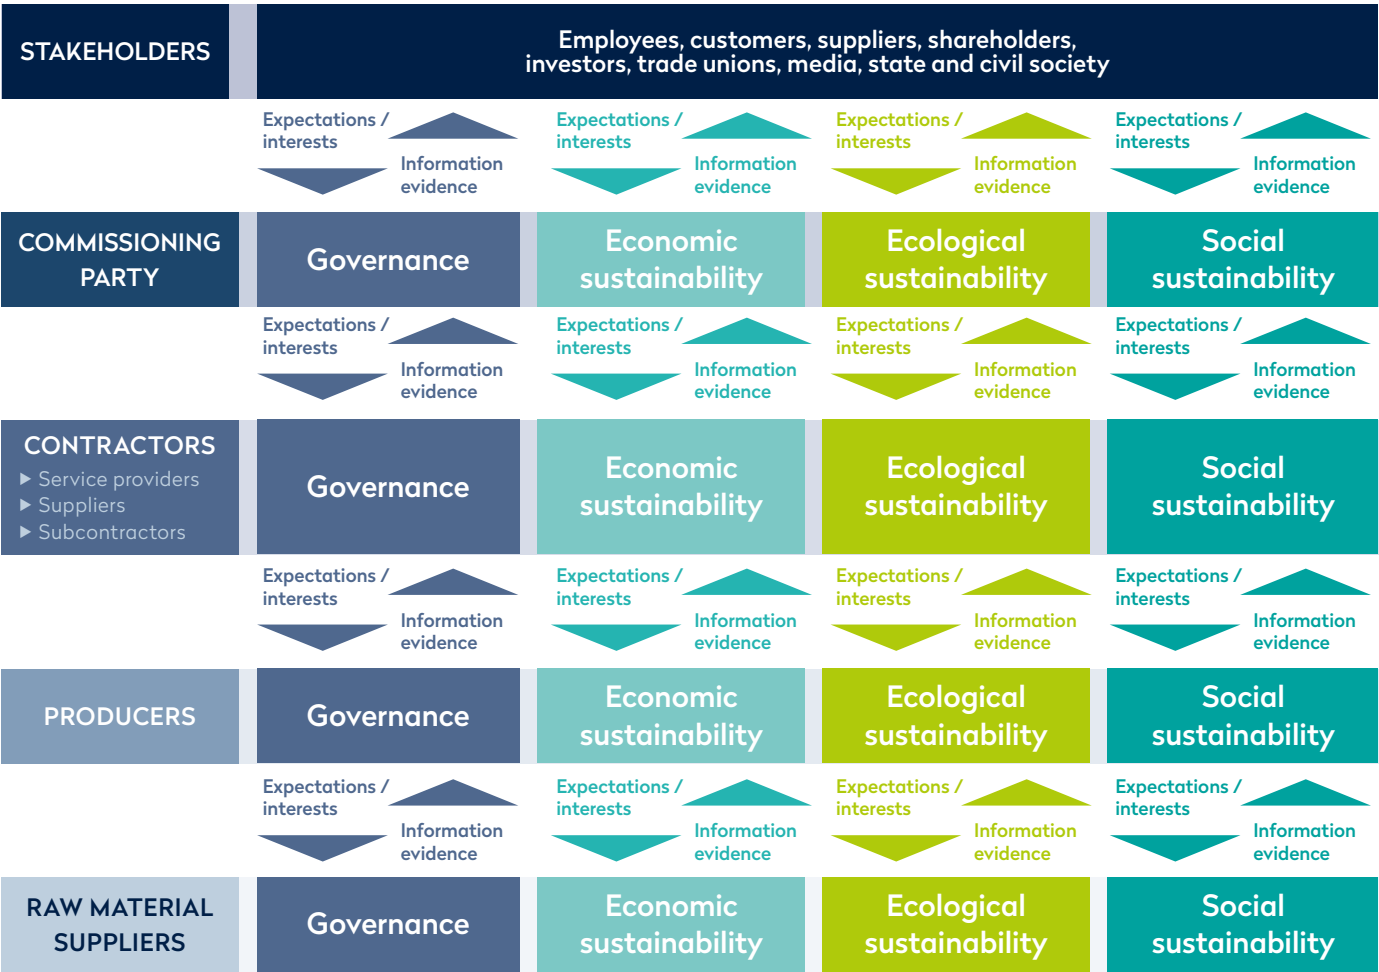 STAKEHOLDERS
Employees, customers, suppliers, shareholders,
investors, trade unions, media, state and civil society
Expectations /
interests
Information
evidence
Expectations /
interests
Information
evidence
Expectations /
interests
Information
evidence
Expectations /
interests
Information
evidence
COMMISSIONING
PARTY
Governance
Economic
sustainability
Ecological
sustainability
Social
sustainability
Expectations /
interests
Information
evidence
Expectations /
interests
Information
evidence
Expectations /
interests
Information
evidence
Expectations /
interests
Information
evidence
CONTRACTORS
▶ Service providers
▶ Suppliers
▶ Subcontractors
Governance
Economic
sustainability
Ecological
sustainability
Social
sustainability
Expectations /
interests
Information
evidence
Expectations /
interests
Information
evidence
Expectations /
interests
Information
evidence
Expectations /
interests
Information
evidence
PRODUCERS
Governance
Economic
sustainability
Ecological
sustainability
Social
sustainability
Expectations /
interests
Information
evidence
Expectations /
interests
Information
evidence
Expectations /
interests
Information
evidence
Expectations /
interests
Information
evidence
RAW MATERIAL
SUPPLIERS
Governance
Economic
sustainability
Ecological
sustainability
Social
sustainability